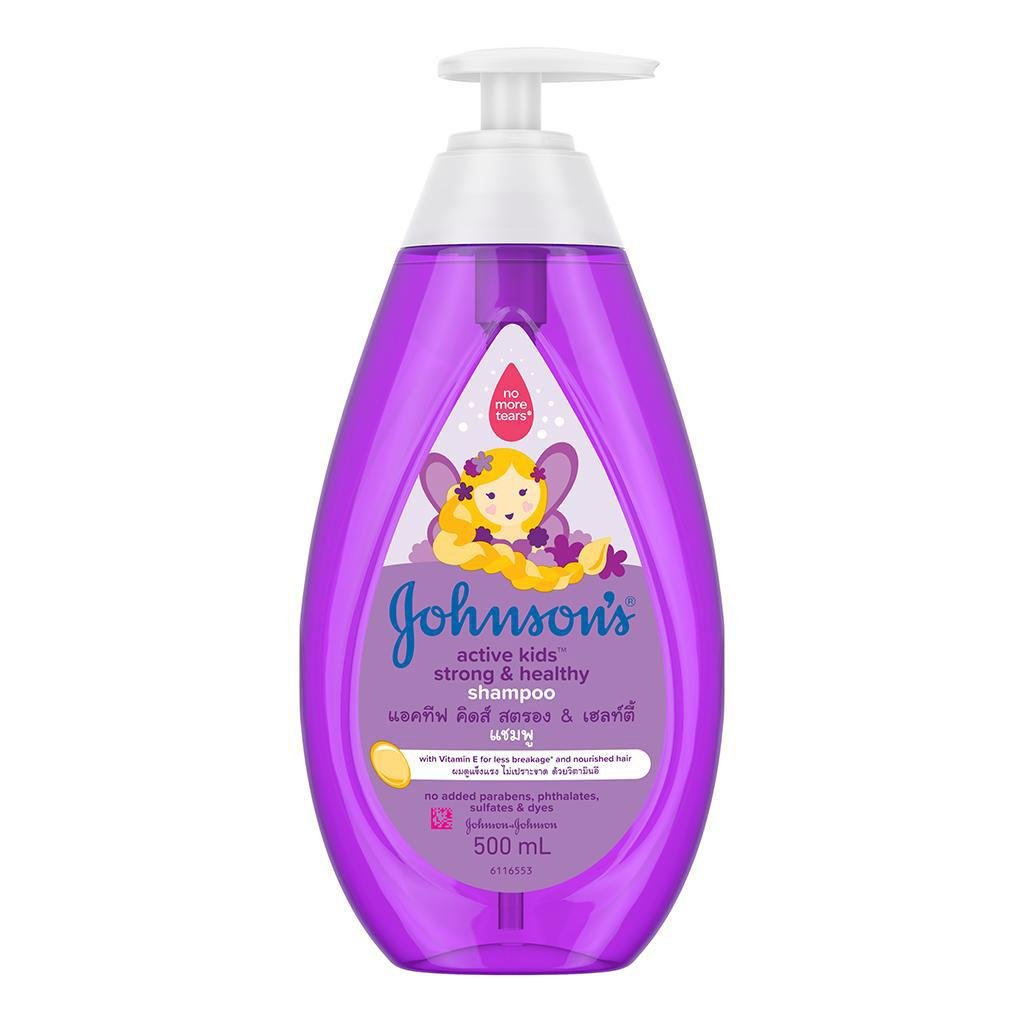 no
more
tears*
Johnson's®
active kids™
strong & healthy
shampoo
แอคทีฟ คิดส์ สตรอง & เฮลท์ตี้
แชมพู
with Vitamin E for less breakage* and nourished hair
ผมดูแข็งแรง ไม่เปราะขาด ด้วยวิตามินอี
no added parabens, phthalates,
sulfates & dyes
Johnson & Johnson
500 mL
6116553